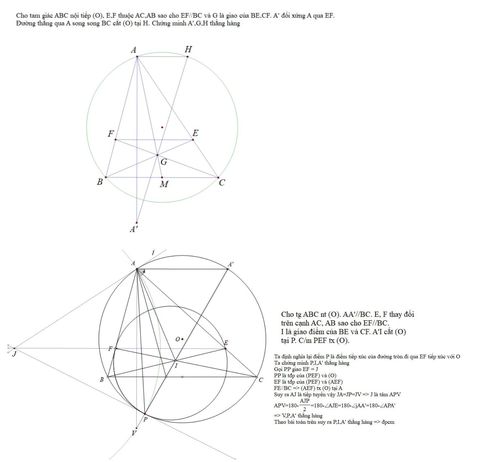 Cho tam giác ABC nội tiếp (O). E,F thuộc AC,AB sao cho EF//BC và G là giao của BE,CF. A' đối xứng A qua EF.
Đường thẳng qua A song song BC cắt (O) tại H. Chứng minh A',G,H thẳng hàng
A
H
F
E
G
B
M
C
A'
I
A
A'
Cho tg ABC nt (O). AA'//BC. E, F thay đổi
trên cạnh AC, AB sao cho EF//BC.
I là giao điểm của BE và CF. A'I cắt (O)
tại P. C/m PEF tx (O).
O
J
F
E
I
B
C
P
V
Ta định nghĩa lại điểm P là điểm tiếp xúc của đường tròn đi qua EF tiếp xúc với O
Ta chứng minh P,I,A' thẳng hàng
Gọi PP giao EF = J
PP là tđp của (PEF) và (O)
EF là tđp của (PEF) và (AEF)
FE//BC => (AEF) tx (O) tại A
Suy ra AJ là tiếp tuyến vậy JA=JP=JV => J là tâm APV
APV=180-AJP/2=180-∠AJE=180-∠jAA'=180-∠APA'
=> V,P,A' thẳng hàng
Theo bài toán trên suy ra P,I,A' thẳng hàng => đpcm